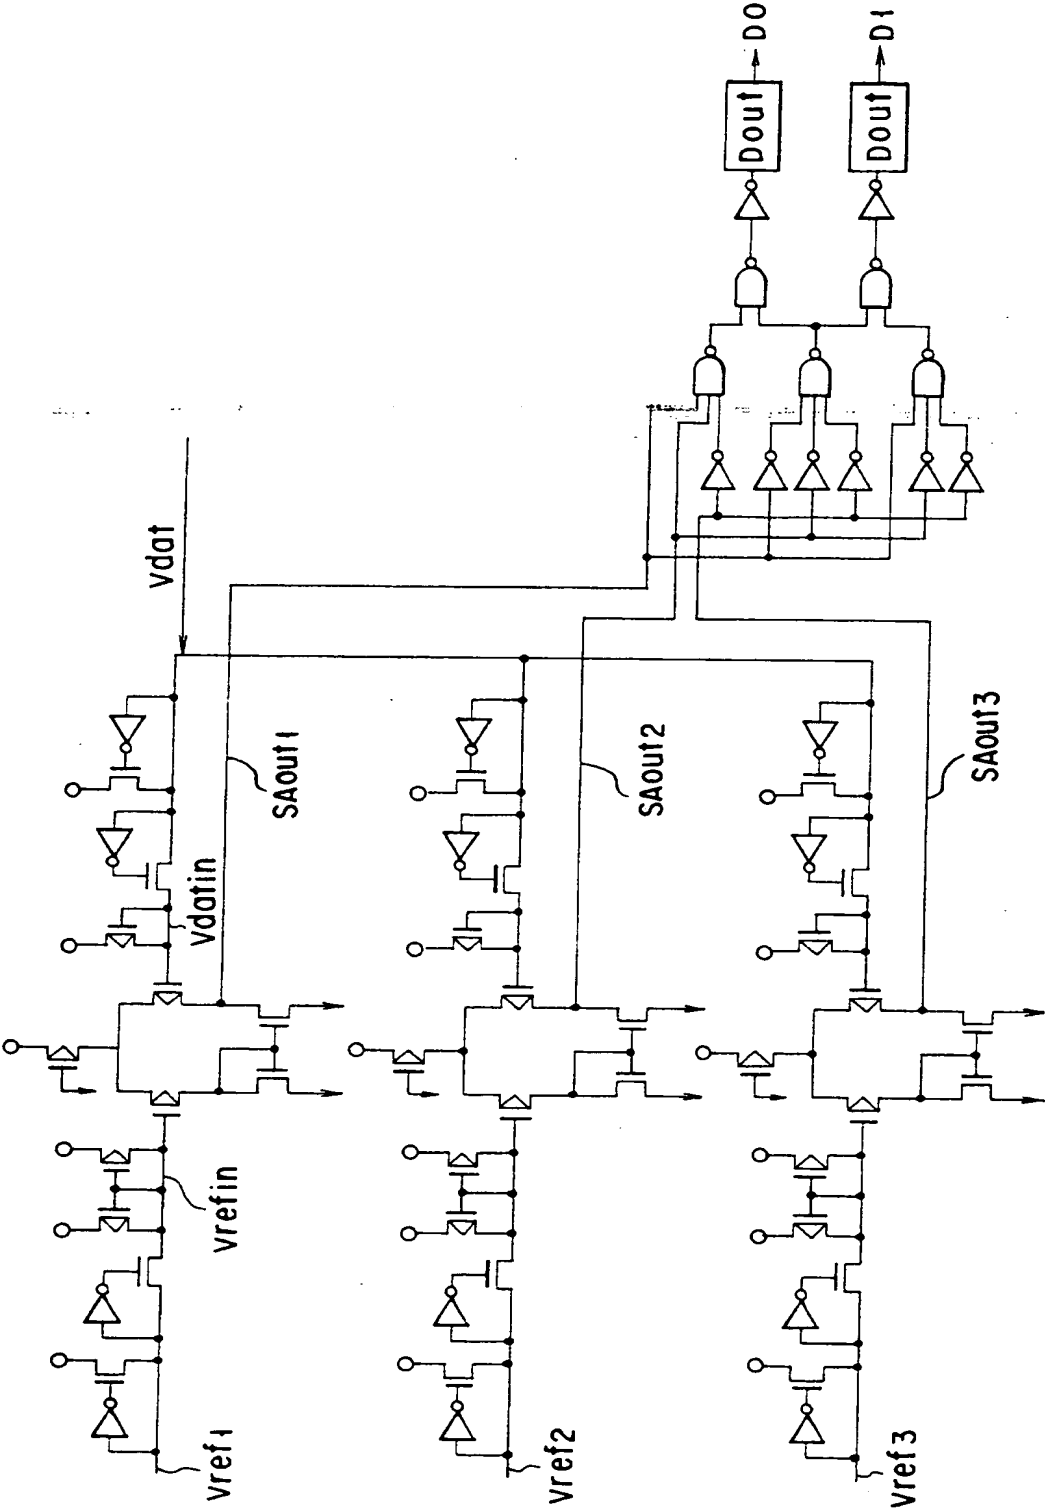 Vref1
Vrefin
Vdatin
SAout1
Vdat
Vref2
SAout2
Vref3
SAout3
Dout
D0
Dout
D1